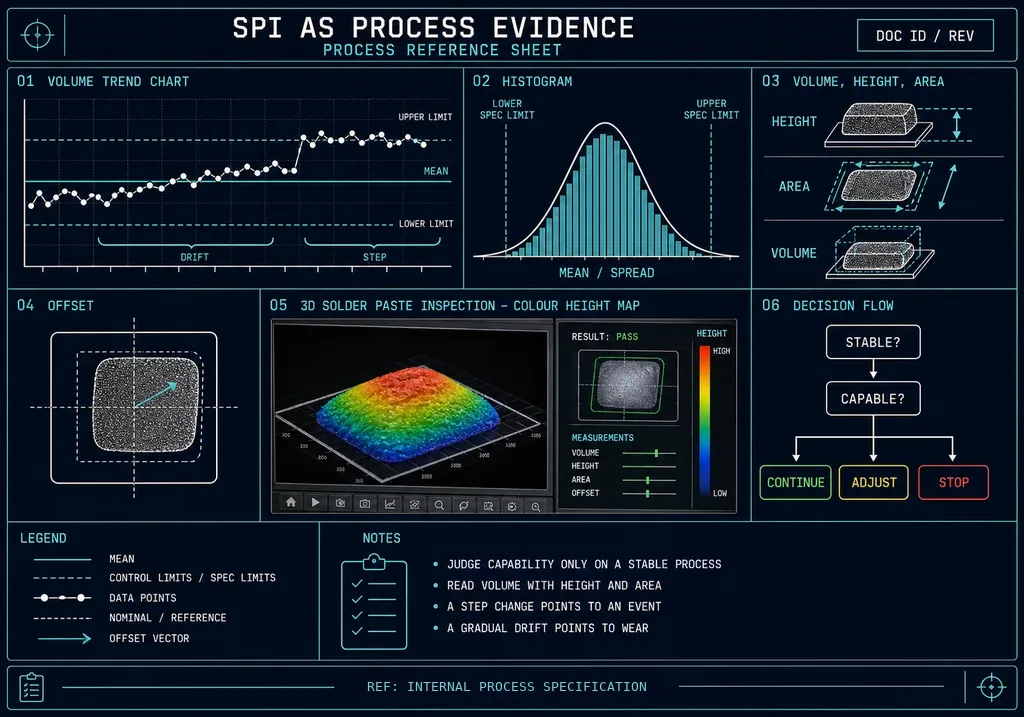 SPI AS PROCESS EVIDENCE
PROCESS REFERENCE SHEET
DOC ID / REV
01 VOLUME TREND CHART
UPPER LIMIT
MEAN
LOWER LIMIT
DRIFT
STEP
02 HISTOGRAM
LOWER
SPEC LIMIT
UPPER
SPEC LIMIT
MEAN / SPREAD
03 VOLUME, HEIGHT, AREA
HEIGHT
AREA
VOLUME
04 OFFSET
05 3D SOLDER PASTE INSPECTION – COLOUR HEIGHT MAP
RESULT: PASS
HEIGHT
HIGH
LOW
MEASUREMENTS
VOLUME
HEIGHT
AREA
OFFSET
06 DECISION FLOW
STABLE?
CAPABLE?
CONTINUE
ADJUST
STOP
LEGEND
MEAN
CONTROL LIMITS / SPEC LIMITS
DATA POINTS
NOMINAL / REFERENCE
OFFSET VECTOR
NOTES
• JUDGE CAPABILITY ONLY ON A STABLE PROCESS
• READ VOLUME WITH HEIGHT AND AREA
• A STEP CHANGE POINTS TO AN EVENT
• A GRADUAL DRIFT POINTS TO WEAR
REF: INTERNAL PROCESS SPECIFICATION